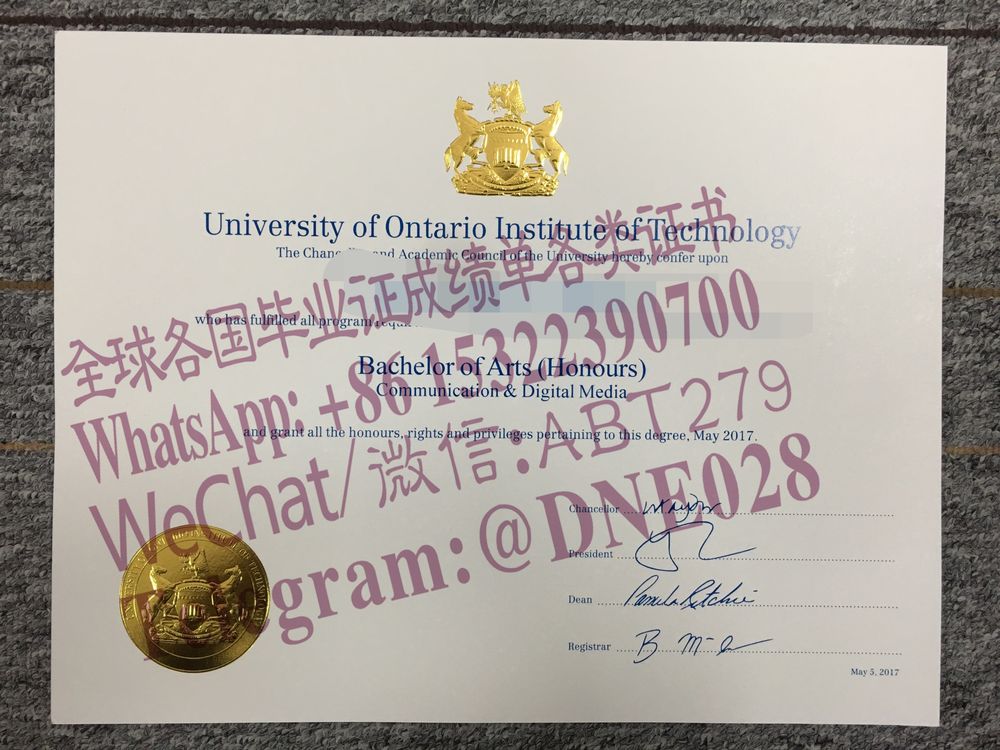 University of Ontario Institute of Technology
The and Academic Council of the University hereby confer upon
who has fulfilled all program
Bachelor of Arts (Honours)
Communication & Digital Media
and grant all the honours, rights and privileges pertaining to this degree, May 2017.
Chancellor
President
Dean Pamela Ritchie
Registrar
May 5, 2017
全球各国毕业证成绩单各类证书
WhatsApp: +86 15322390700
WeChat/微信:ABT279
Telegram:@DNE028